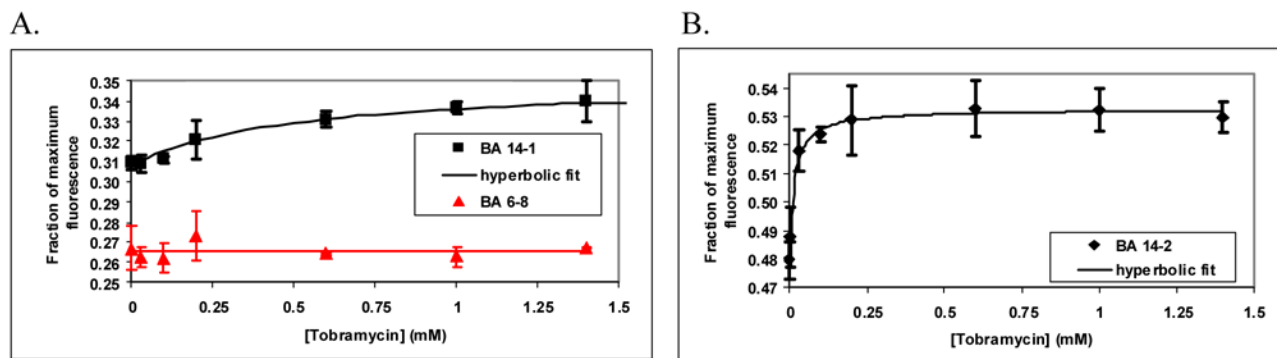 A.
Fraction of maximum
fluorescence
0.35
0.34
0.33
0.32
0.31
0.30
0.29
0.28
0.27
0.26
0.25
BA 14-1
hyperbolic fit
BA 6-8
0 0.25 0.5 0.75 1 1.25 1.5
[Tobramycin] (mM)
B.
Fraction of maximum
fluorescence
0.54
0.53
0.52
0.51
0.50
0.49
0.48
0.47
BA 14-2
hyperbolic fit
0 0.25 0.5 0.75 1 1.25 1.5
[Tobramycin] (mM)